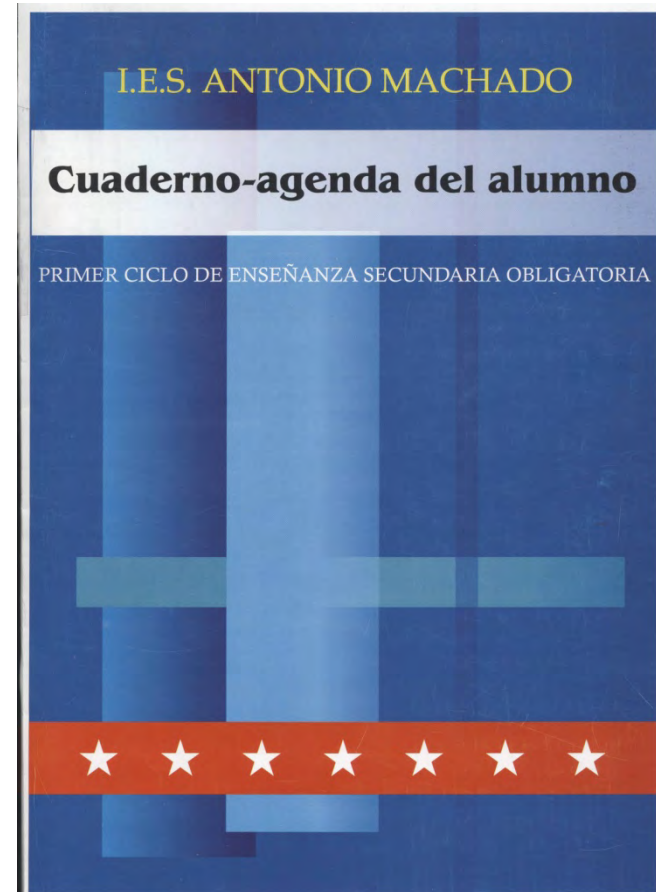 I.E.S. ANTONIO MACHADO
Cuaderno-agenda del alumno
PRIMER CICLO DE ENSEÑANZA SECUNDARIA OBLIGATORIA